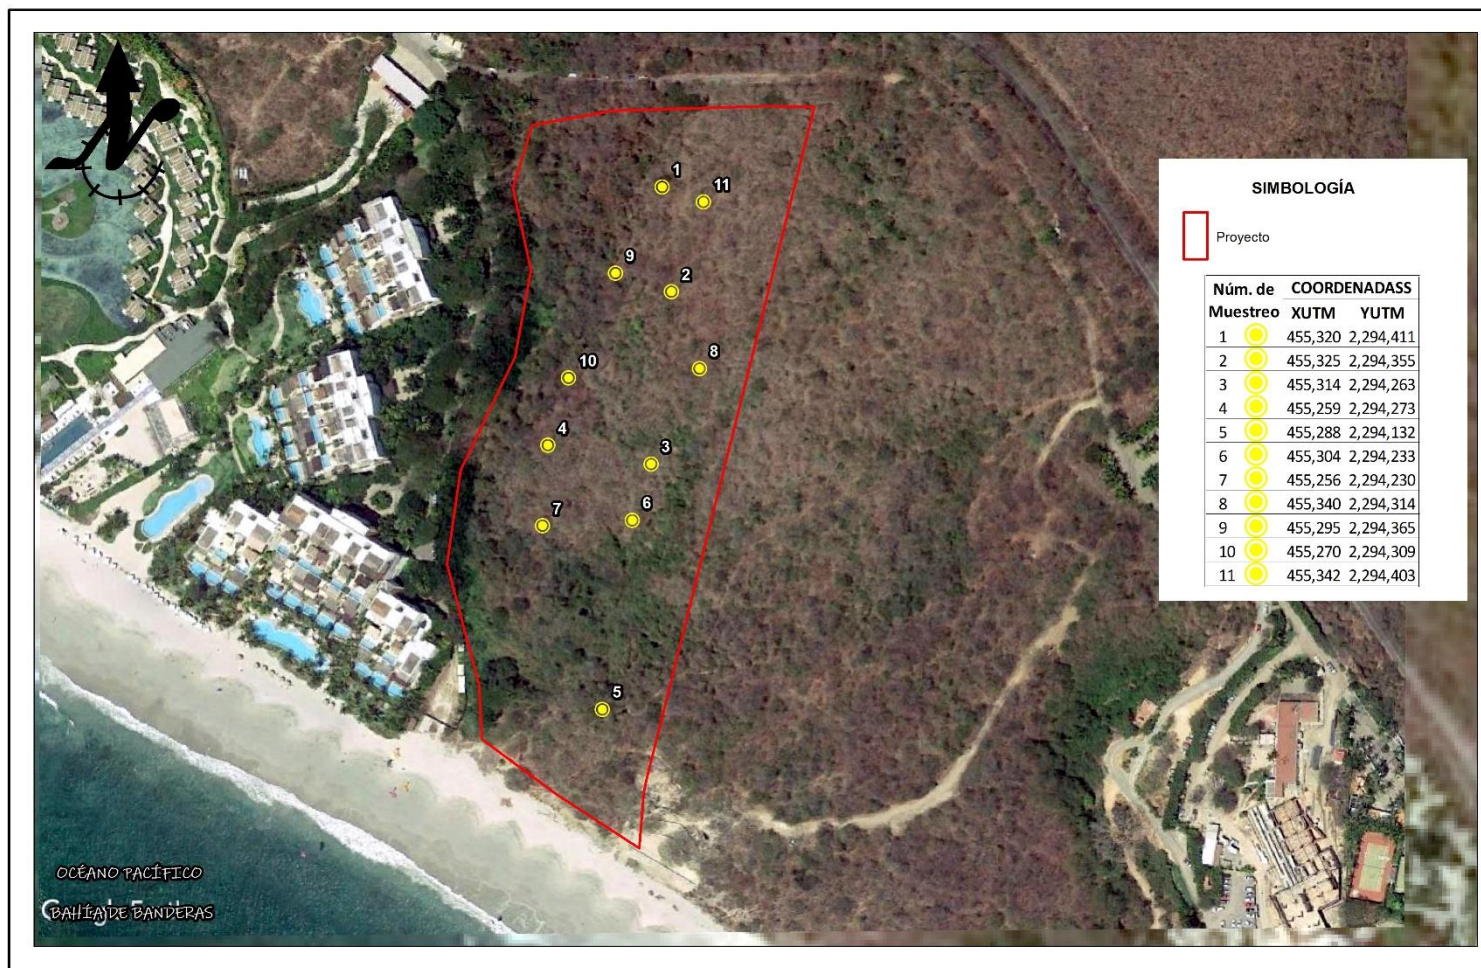 N
1
11
9
2
8
10
4
3
7
6
5
SIMBOLOGÍA
Proyecto
Núm. de Muestreo COORDENADASS
XUTM YUTM
1 455,320 2,294,411
2 455,325 2,294,355
3 455,314 2,294,263
4 455,259 2,294,273
5 455,288 2,294,132
6 455,304 2,294,233
7 455,256 2,294,230
8 455,340 2,294,314
9 455,295 2,294,365
10 455,270 2,294,309
11 455,342 2,294,403
OCÉANO PACÍFICO
BAHÍA DE BANDERAS